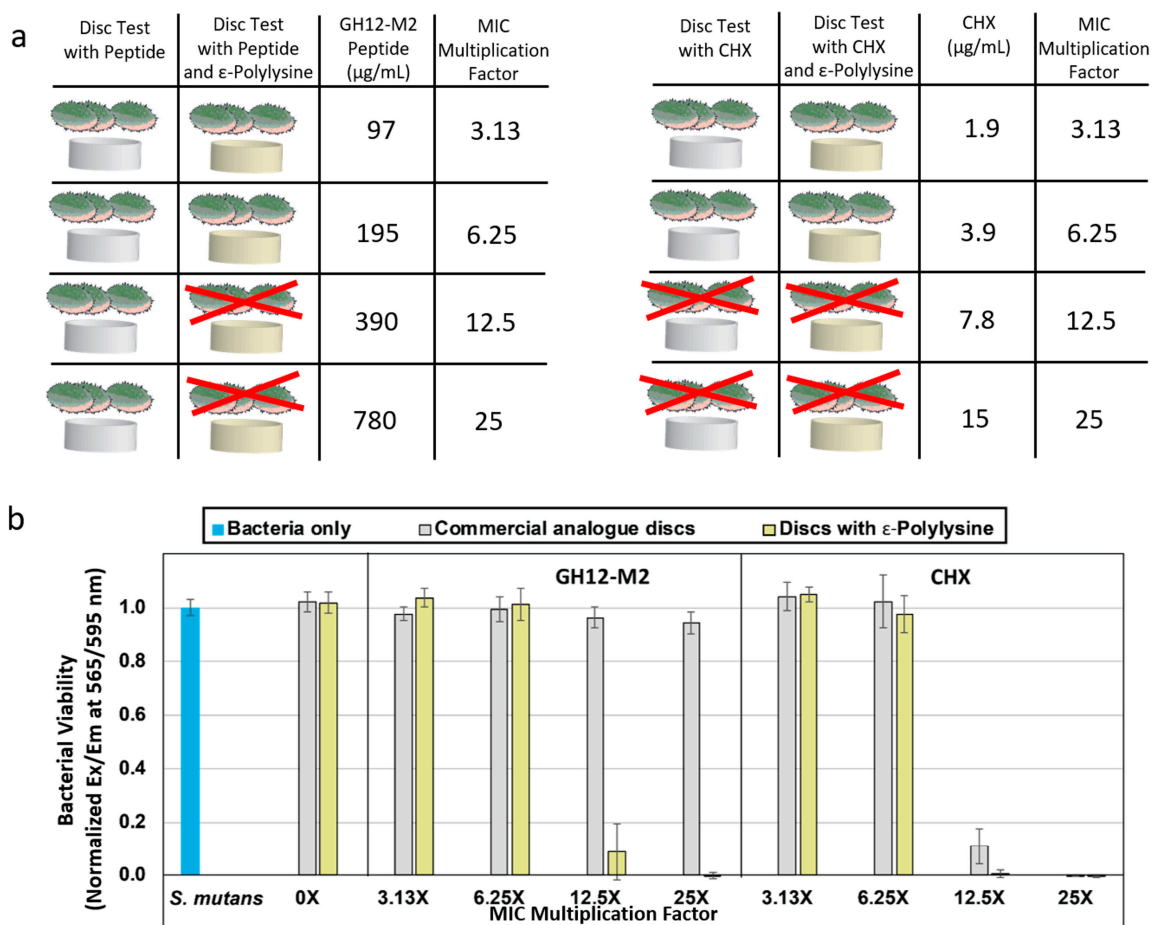 a
Disc Test
with Peptide
Disc Test
with Peptide
and ε-Polylysine
GH12-M2
Peptide
(µg/mL)
MIC
Multiplication
Factor
97
3.13
195
6.25
390
12.5
780
25
Disc Test
with CHX
Disc Test
with CHX
and ε-Polylysine
CHX
(µg/mL)
MIC
Multiplication
Factor
1.9
3.13
3.9
6.25
7.8
12.5
15
25
b
Bacteria only
Commercial analogue discs
Discs with ε-Polylysine
GH12-M2
CHX
Bacterial Viability
(Normalized Ex/Em at 565/595 nm)
1.0
0.8
0.6
0.4
0.2
0.0
S. mutans
0X
3.13X
6.25X
12.5X
25X
3.13X
6.25X
12.5X
25X
MIC Multiplication Factor